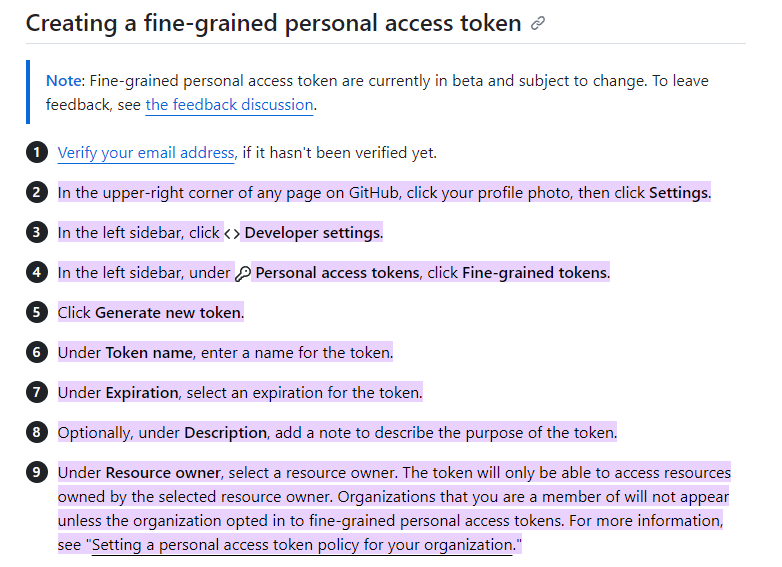 Creating a fine-grained personal access token
Note: Fine-grained personal access token are currently in beta and subject to change. To leave
feedback, see the feedback discussion.
1 Verify your email address, if it hasn't been verified yet.
2 In the upper-right corner of any page on GitHub, click your profile photo, then click Settings.
3 In the left sidebar, click <> Developer settings.
4 In the left sidebar, under Personal access tokens, click Fine-grained tokens.
5 Click Generate new token.
6 Under Token name, enter a name for the token.
7 Under Expiration, select an expiration for the token.
8 Optionally, under Description, add a note to describe the purpose of the token.
9 Under Resource owner, select a resource owner. The token will only be able to access resources
owned by the selected resource owner. Organizations that you are a member of will not appear
unless the organization opted in to fine-grained personal access tokens. For more information,
see "Setting a personal access token policy for your organization."